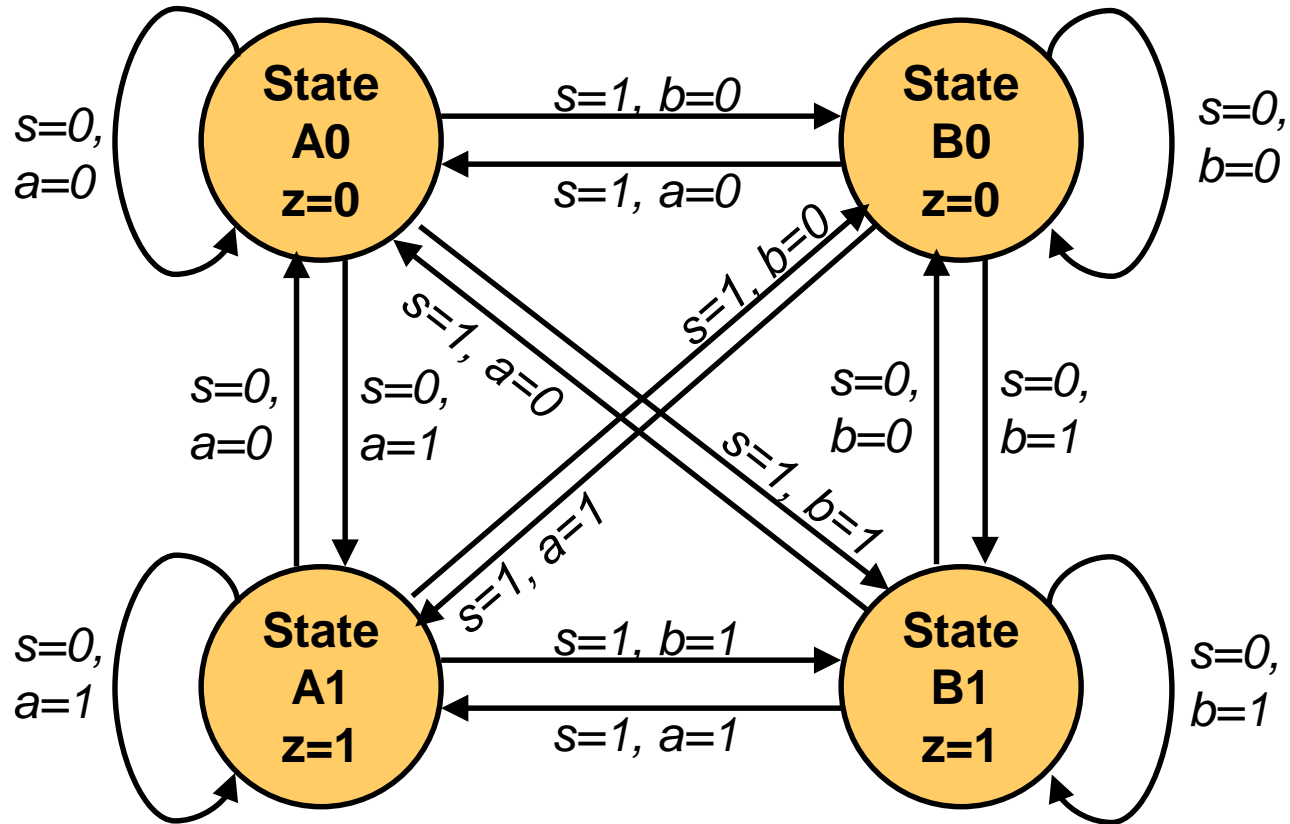 State
A0
z=0
State
B0
z=0
s=1, b=0
s=1, a=0
s=0,
a=0
s=0,
b=0
s=1, b=0
s=1, a=0
s=0,
a=0
s=0,
a=1
s=0,
b=0
s=0,
b=1
s=1, b=1
s=1, a=1
State
A1
z=1
State
B1
z=1
s=1, b=1
s=1, a=1
s=0,
a=1
s=0,
b=1